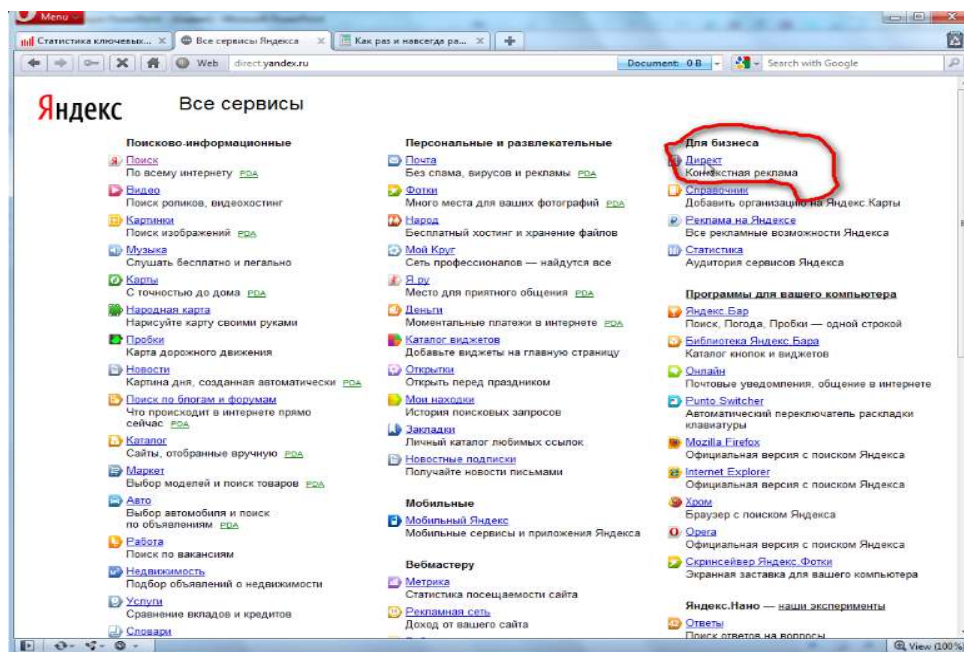 Menu
Статистика ключевых...
Все сервисы Яндекса
Как раз и навсегда ра...
Web direct.yandex.ru
Document: 0 B
Search with Google
Яндекс
Все сервисы
Поисково-информационные
Поиск
По всему интернету PDA
Видео
Поиск роликов, видеохостинг
Картинки
Поиск изображений PDA
Музыка
Слушать бесплатно и легально
Карты
С точностью до дома PDA
Народная карта
Нарисуйте карту своими руками
Пробки
Карта дорожного движения
Новости
Картина дня, созданная автоматически PDA
Поиск по блогам и форумам
Что происходит в интернете прямо
сейчас PDA
Каталог
Сайты, отобранные вручную PDA
Маркет
Выбор моделей и поиск товаров PDA
Авто
Выбор автомобиля и поиск
по объявлениям PDA
Работа
Поиск по вакансиям
Недвижимость
Подбор объявлений о недвижимости
Услуги
Сравнение вкладов и кредитов
Словари
Персональные и развлекательные
Почта
Без спама, вирусов и рекламы PDA
Фотки
Много места для ваших фотографий PDA
Народ
Бесплатный хостинг и хранение файлов
Мой Круг
Сеть профессионалов — найдутся все
Я.ру
Место для приятного общения PDA
Деньги
Моментальные платежи в интернете PDA
Каталог виджетов
Добавьте виджеты на главную страницу
Открытки
Открыть перед праздником
Мои находки
История поисковых запросов
Закладки
Личный каталог любимых ссылок
Новостные подписки
Получайте новости письмами
Мобильные
Мобильный Яндекс
Мобильные сервисы и приложения Яндекса
Вебмастеру
Метрика
Статистика посещаемости сайта
Рекламная сеть
Доход от вашего сайта
Для бизнеса
Директ
Контекстная реклама
Справочник
Добавить организацию на Яндекс.Карты
Реклама на Яндексе
Все рекламные возможности Яндекса
Статистика
Аудитория сервисов Яндекса
Программы для вашего компьютера
Яндекс.Бар
Поиск, Погода, Пробки — одной строкой
Библиотека Яндекс.Бара
Каталог кнопок и виджетов
Онлайн
Почтовые уведомления, общение в интернете
Punto Switcher
Автоматический переключатель раскладки
клавиатуры
Mozilla Firefox
Официальная версия с поиском Яндекса
Internet Explorer
Официальная версия с поиском Яндекса
Хром
Браузер с поиском Яндекса
Opera
Официальная версия с поиском Яндекса
Скринсейвер Яндекс.Фотки
Экранная заставка для вашего компьютера
Яндекс.Нано — наши эксперименты
Ответы
Поиск ответов на вопросы
View (100%)